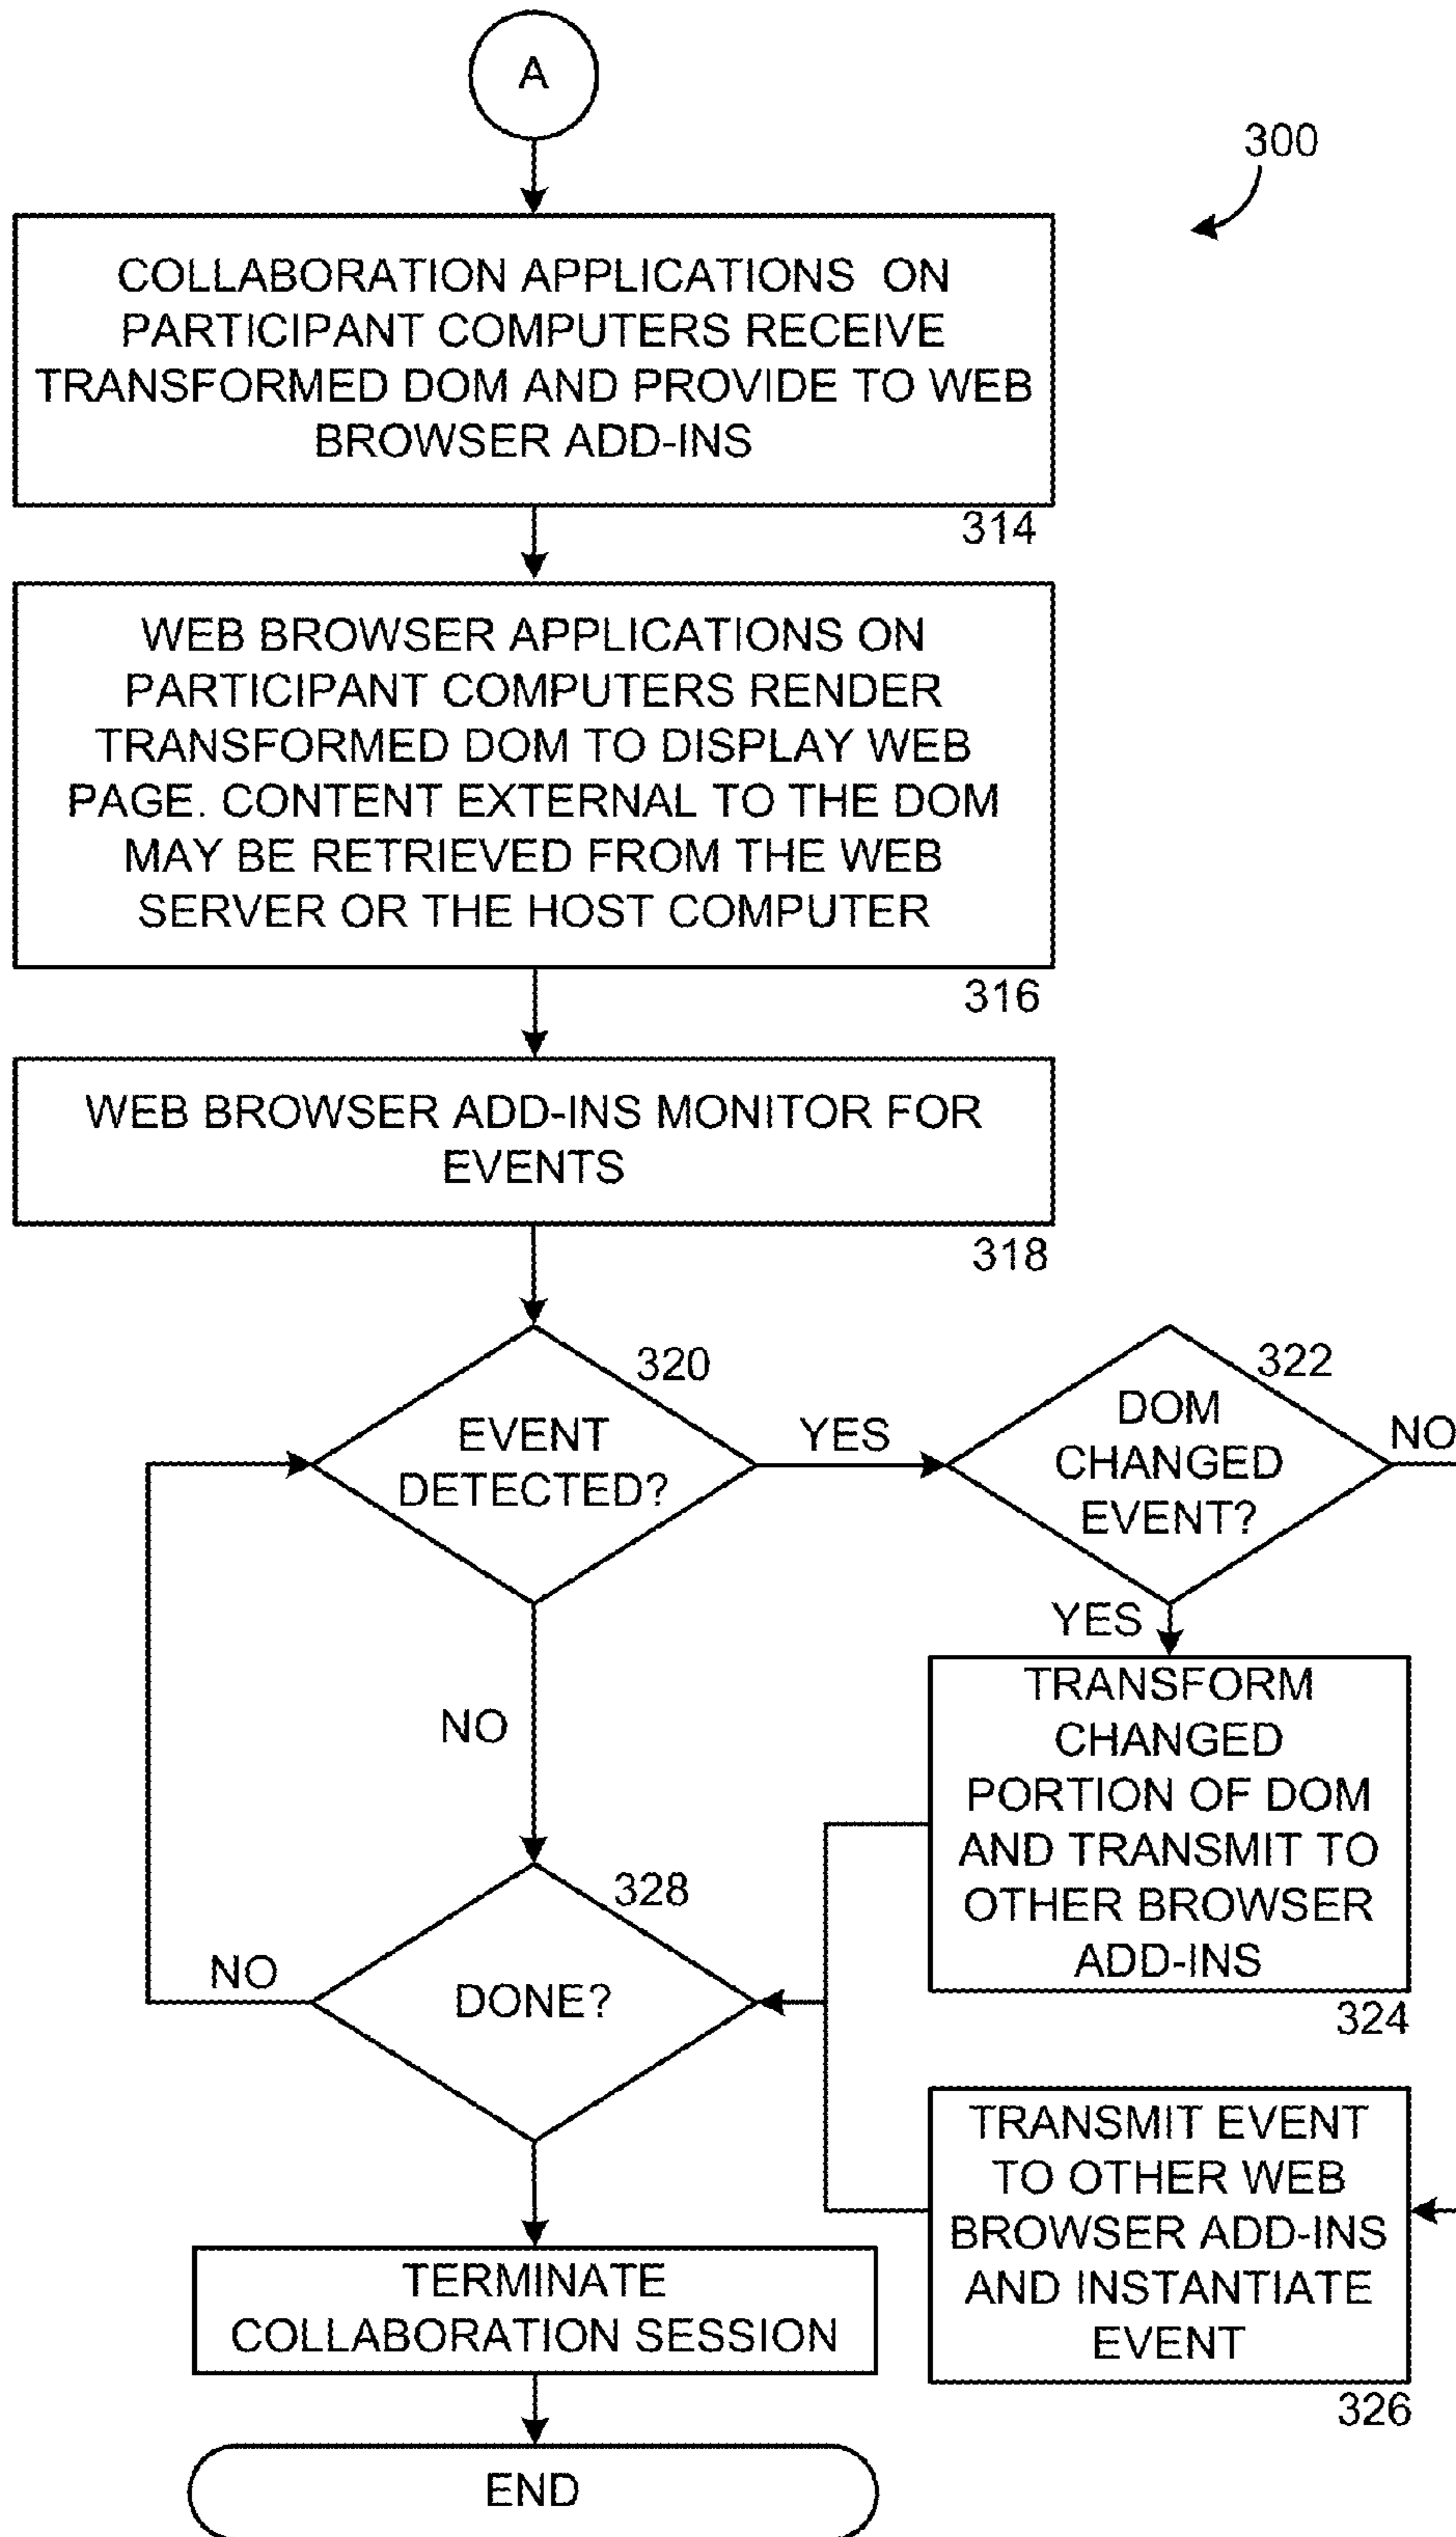 A
300
COLLABORATION APPLICATIONS ON
PARTICIPANT COMPUTERS RECEIVE
TRANSFORMED DOM AND PROVIDE TO WEB
BROWSER ADD-INS
314
WEB BROWSER APPLICATIONS ON
PARTICIPANT COMPUTERS RENDER
TRANSFORMED DOM TO DISPLAY WEB
PAGE. CONTENT EXTERNAL TO THE DOM
MAY BE RETRIEVED FROM THE WEB
SERVER OR THE HOST COMPUTER
316
WEB BROWSER ADD-INS MONITOR FOR
EVENTS
318
320
EVENT
DETECTED?
YES
322
DOM
CHANGED
EVENT?
NO
YES
NO
TRANSFORM
CHANGED
PORTION OF DOM
AND TRANSMIT TO
OTHER BROWSER
ADD-INS
324
328
DONE?
NO
TRANSMIT EVENT
TO OTHER WEB
BROWSER ADD-INS
AND INSTANTIATE
EVENT
326
TERMINATE
COLLABORATION SESSION
END